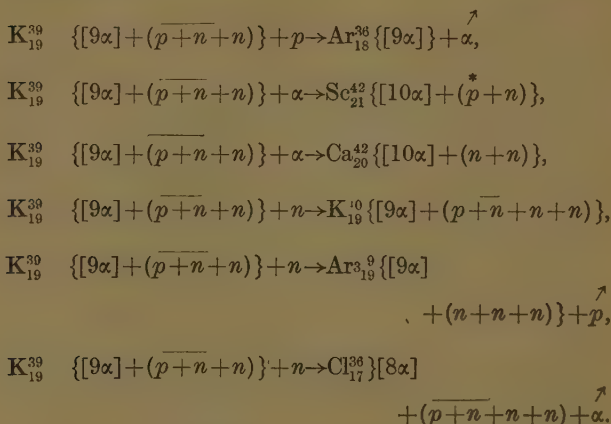 K³⁹₁₉ {[9α]+(p+n+n)}+p→Ar³⁶₁₈{[9α]}+α,
K³⁹₁₉ {[9α]+(p+n+n)}+α→Sc⁴²₂₁{[10α]+(p*+n)},
K³⁹₁₉ {[9α]+(p+n+n)}+α→Ca⁴²₂₀{[10α]+(n+n)},
K³⁹₁₉ {[9α]+(p+n+n)}+n→K⁴⁰₁₉{[9α]+(p+n+n+n)},
K³⁹₁₉ {[9α]+(p+n+n)}+n→Ar³⁹₁₉{[9α]
+(n+n+n)}+p,
K³⁹₁₉ {[9α]+(p+n+n)}+n→Cl³⁶₁₇}[8α]
+(p+n+n+n)+α.